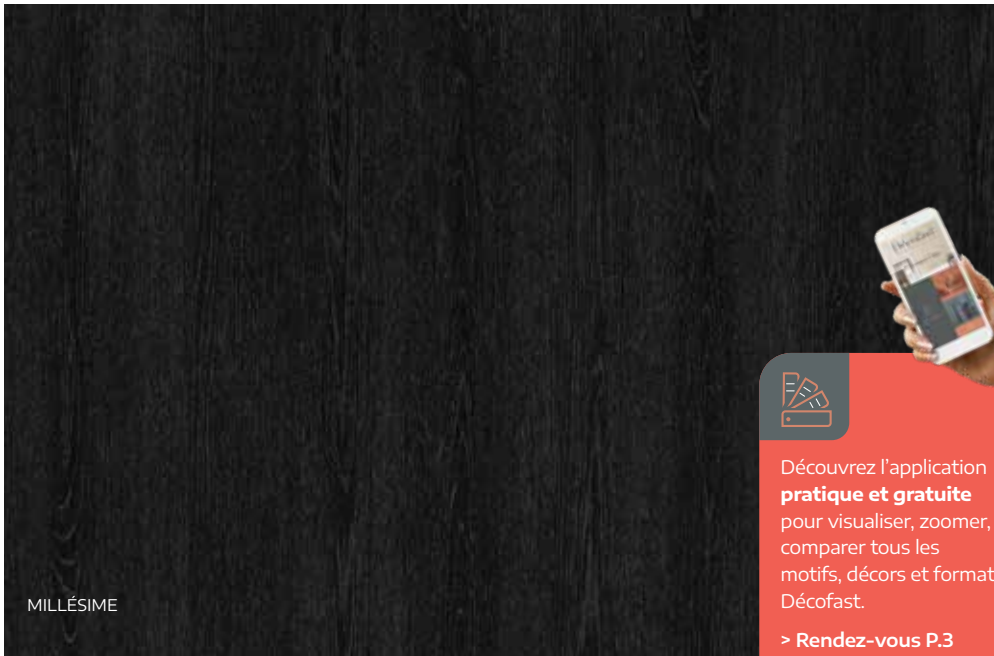 MILLÉSIME
Découvrez l’application
pratique et gratuite
pour visualiser, zoomer,
comparer tous les
motifs, décors et format
Décofast.
> Rendez-vous P.3